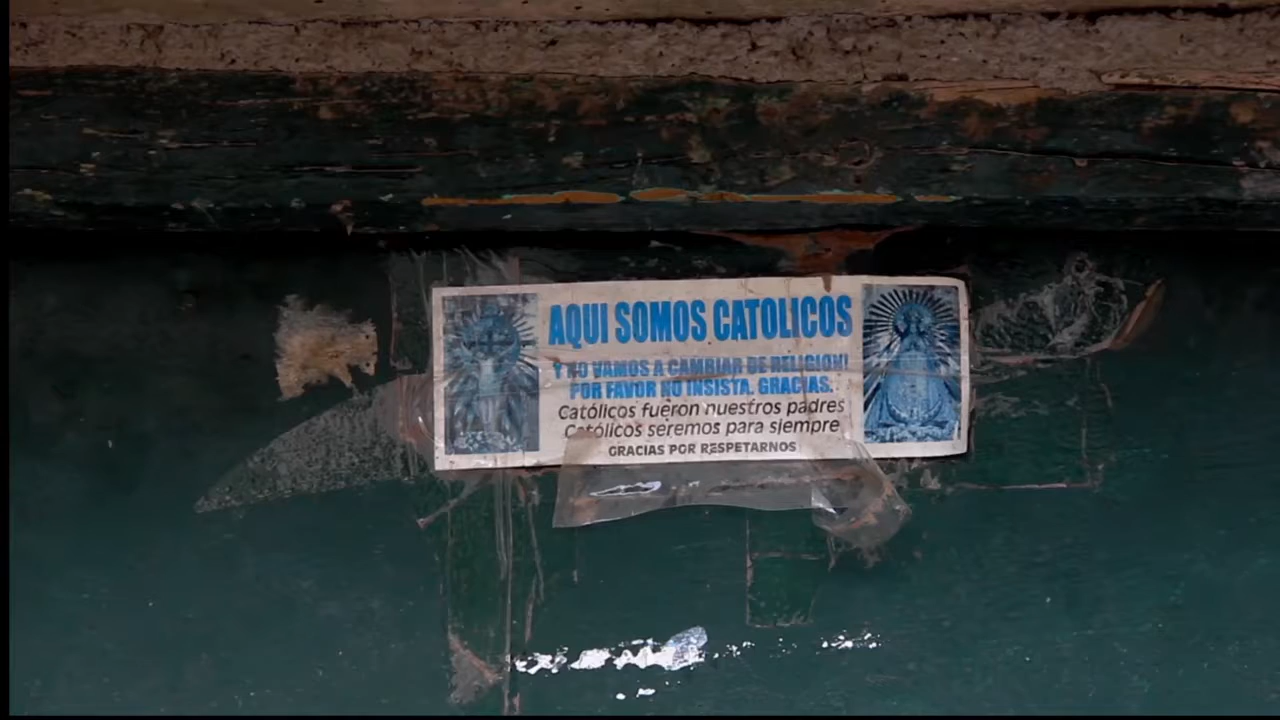 AQUI SOMOS CATOLICOS
Y NO VAMOS A CAMBIAR DE RELIGION!
POR FAVOR NO INSISTA. GRACIAS.
Católicos fueron nuestros padres
Católicos seremos para siempre
GRACIAS POR RESPETARNOS